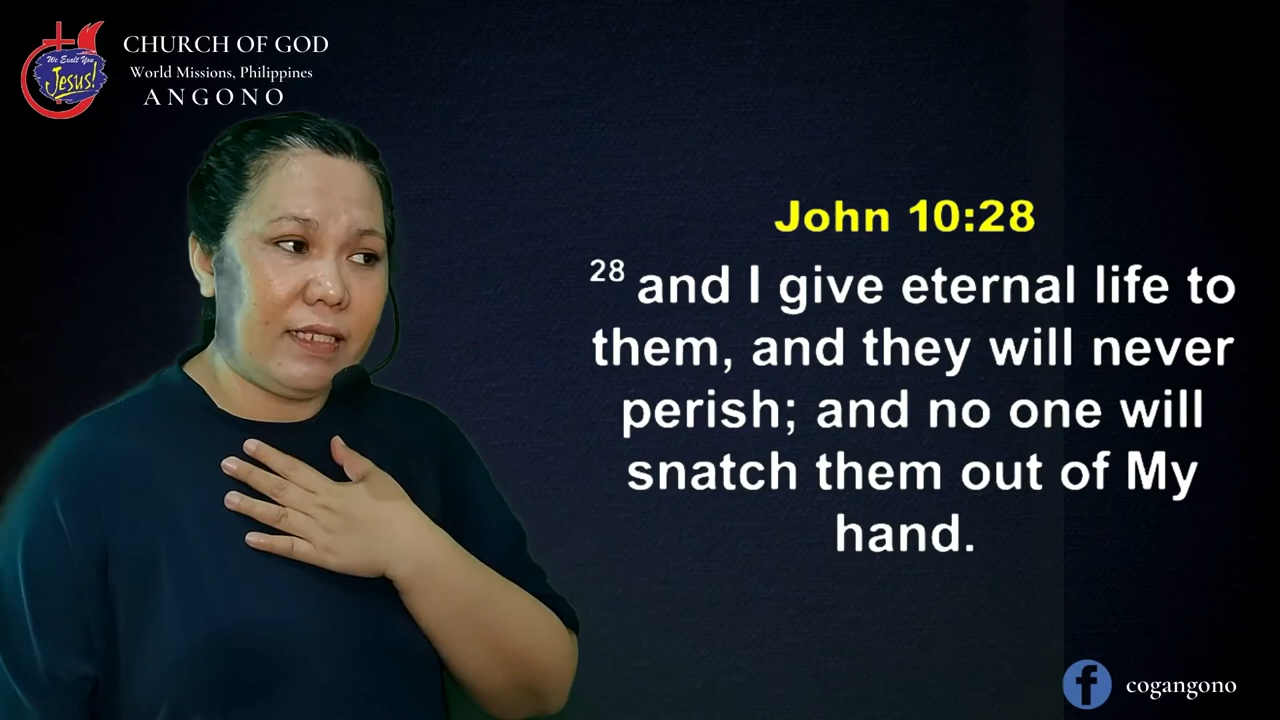 We Exalt You
Jesus!
CHURCH OF GOD
World Missions, Philippines
ANGONO
John 10:28
28 and I give eternal life to
them, and they will never
perish; and no one will
snatch them out of My
hand.
f cogangono